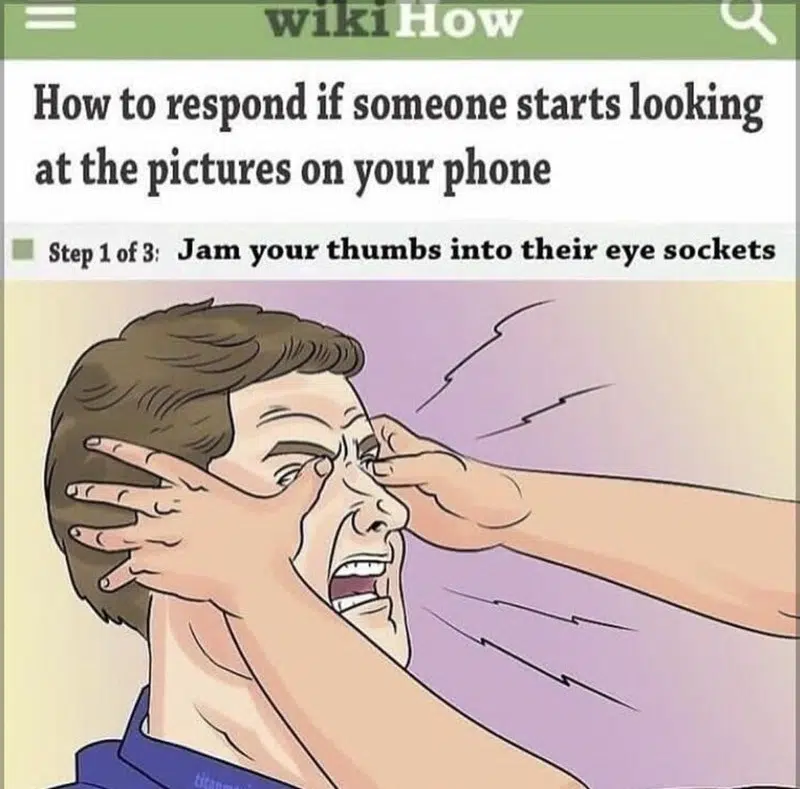 wikiHow
How to respond if someone starts looking
at the pictures on your phone
Step 1 of 3: Jam your thumbs into their eye sockets